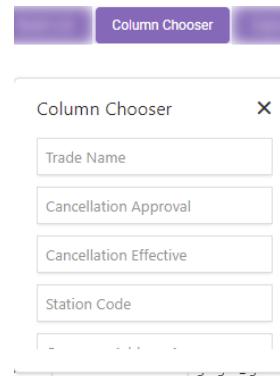 Column Chooser
Column Chooser
Trade Name
Cancellation Approval
Cancellation Effective
Station Code